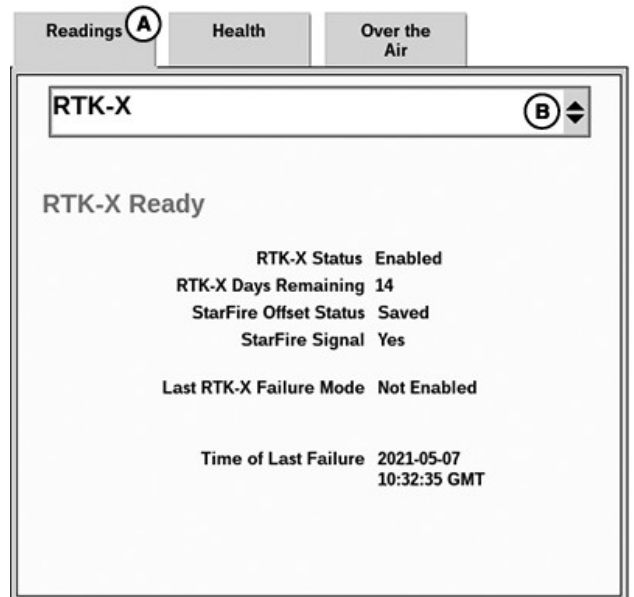 Readings A Health Over the
Air
RTK-X B
RTK-X Ready
RTK-X Status Enabled
RTK-X Days Remaining 14
StarFire Offset Status Saved
StarFire Signal Yes
Last RTK-X Failure Mode Not Enabled
Time of Last Failure 2021-05-07
10:32:35 GMT